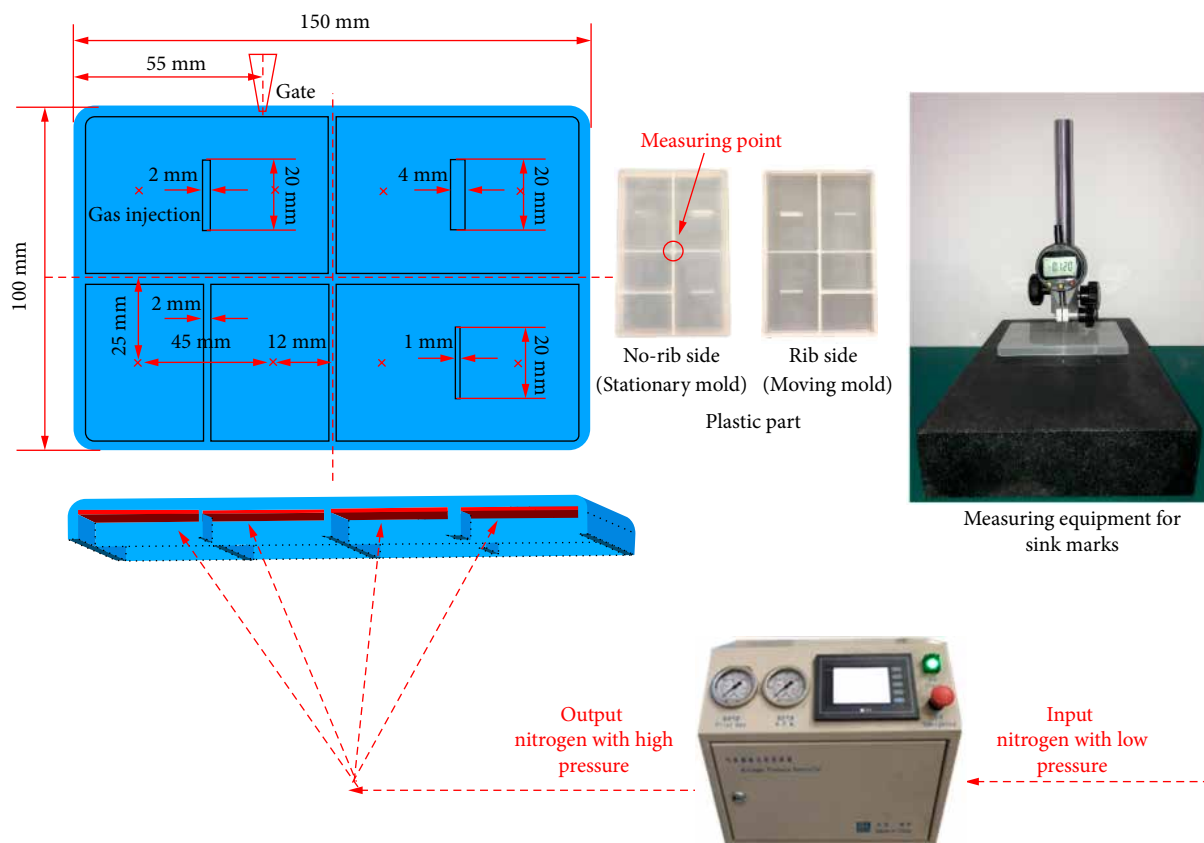 150 mm
55 mm
Gate
100 mm
2 mm
20 mm
Gas injection
4 mm
20 mm
25 mm
2 mm
45 mm
12 mm
1 mm
20 mm
Measuring point
No-rib side
(Stationary mold)
Rib side
(Moving mold)
Plastic part
0.120
Measuring equipment for
sink marks
Output
nitrogen with high
pressure
Input
nitrogen with low
pressure